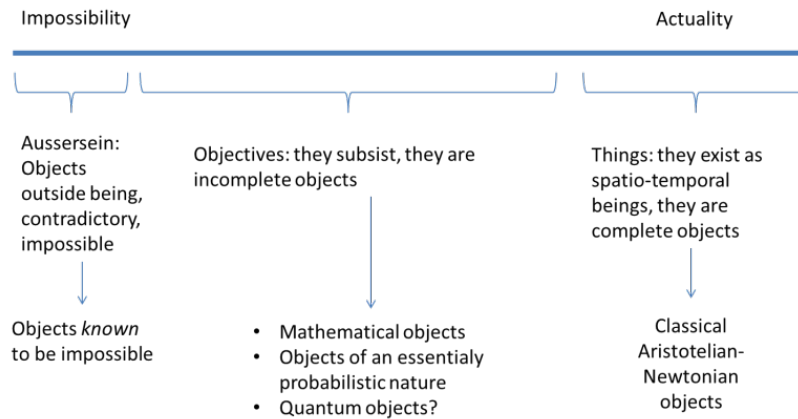 Impossibility
Actuality
Aussersein:
Objects
outside being,
contradictory,
impossible
Objectives: they subsist, they are
incomplete objects
Things: they exist as
spatio-temporal
beings, they are
complete objects
Objects known
to be impossible
• Mathematical objects
• Objects of an essentialy
probabilistic nature
• Quantum objects?
Classical
Aristotelian-
Newtonian
objects